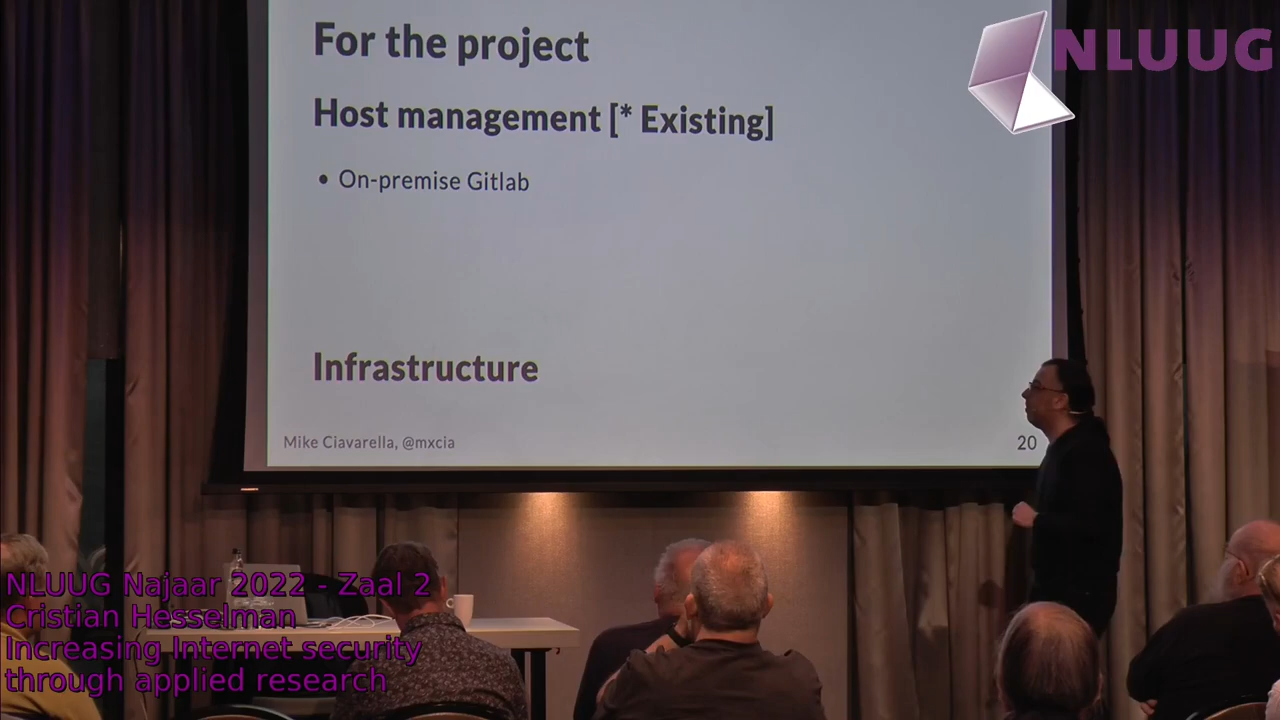 For the project
Host management [* Existing]
• On-premise Gitlab
Infrastructure
Mike Ciavarella, @mxcia
20
NLUUG
NLUUG Najaar 2022 - Zaal 2
Cristian Hesselman
Increasing Internet security
through applied research